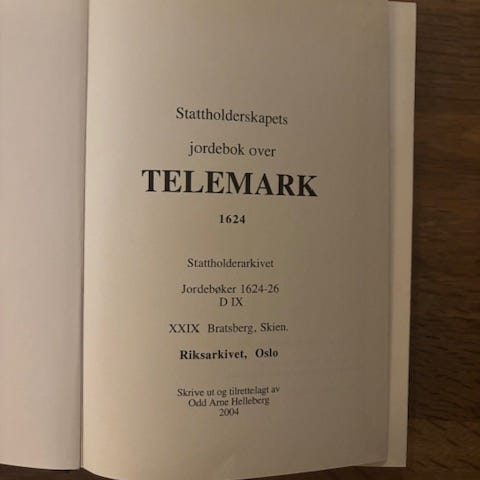 Stattholderskapets
jordebok over
TELEMARK
1624
Stattholderarkivet
Jordebøker 1624-26
D IX
XXIX Bratsberg, Skien.
Riksarkivet, Oslo
Skrive ut og tilrettelagt av
Odd Arne Helleberg
2004